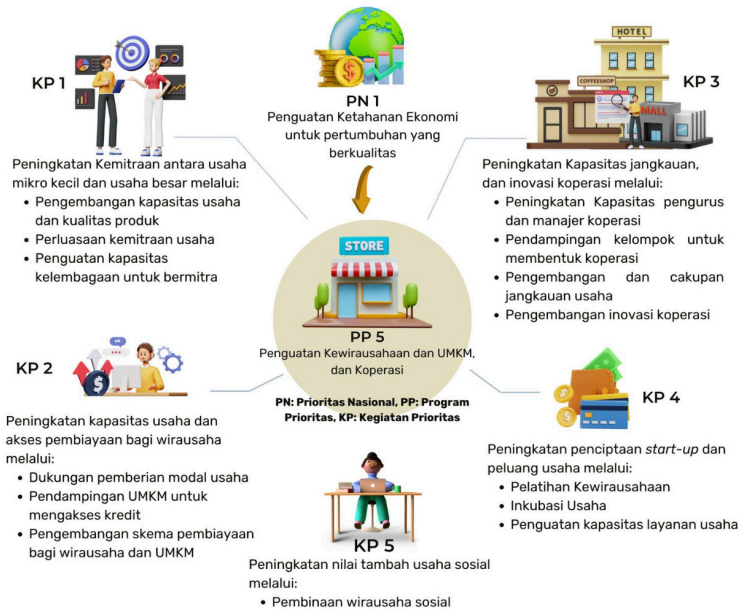 KP 1
Peningkatan Kemitraan antara usaha
mikro kecil dan usaha besar melalui:
• Pengembangan kapasitas usaha
dan kualitas produk
• Perluasaan kemitraan usaha
• Penguatan kapasitas
kelembagaan untuk bermitra
PN 1
Penguatan Ketahanan Ekonomi
untuk pertumbuhan yang
berkualitas
HOTEL
COFFEESHOP
MALL
KP 3
Peningkatan Kapasitas jangkauan,
dan inovasi koperasi melalui:
• Peningkatan Kapasitas pengurus
dan manajer koperasi
• Pendampingan kelompok untuk
membentuk koperasi
• Pengembangan dan cakupan
jangkauan usaha
• Pengembangan inovasi koperasi
STORE
PP 5
Penguatan Kewirausahaan dan UMKM,
dan Koperasi
PN: Prioritas Nasional, PP: Program
Prioritas, KP: Kegiatan Prioritas
KP 2
Peningkatan kapasitas usaha dan
akses pembiayaan bagi wirausaha
melalui:
• Dukungan pemberian modal usaha
• Pendampingan UMKM untuk
mengakses kredit
• Pengembangan skema pembiayaan
bagi wirausaha dan UMKM
KP 4
Peningkatan penciptaan start-up dan
peluang usaha melalui:
• Pelatihan Kewirausahaan
• Inkubasi Usaha
• Penguatan kapasitas layanan usaha
KP 5
Peningkatan nilai tambah usaha sosial
melalui:
• Pembinaan wirausaha sosial